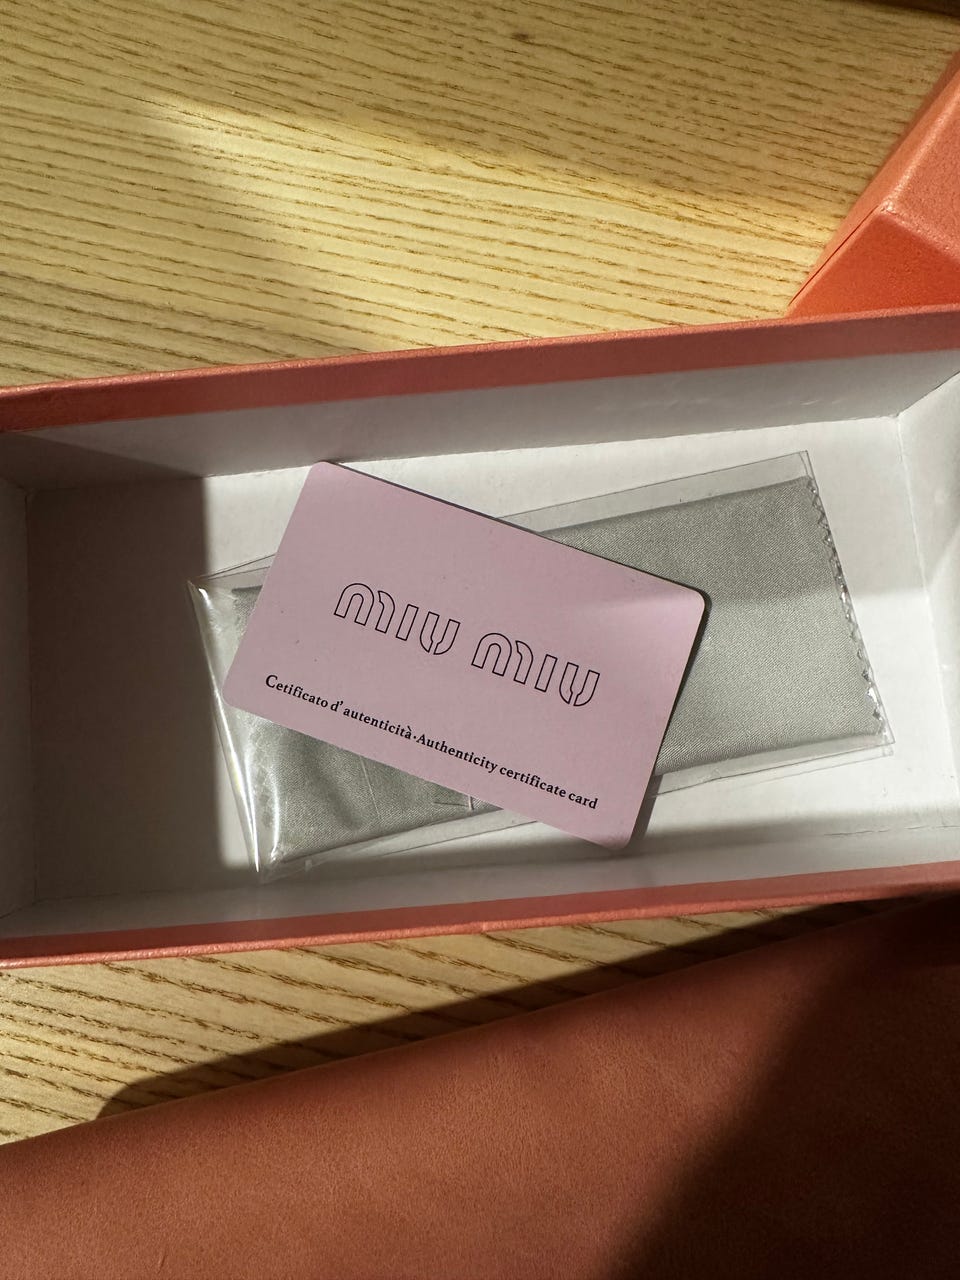 MIU MIU
Cetificato d' autenticità·Authenticity certificate card